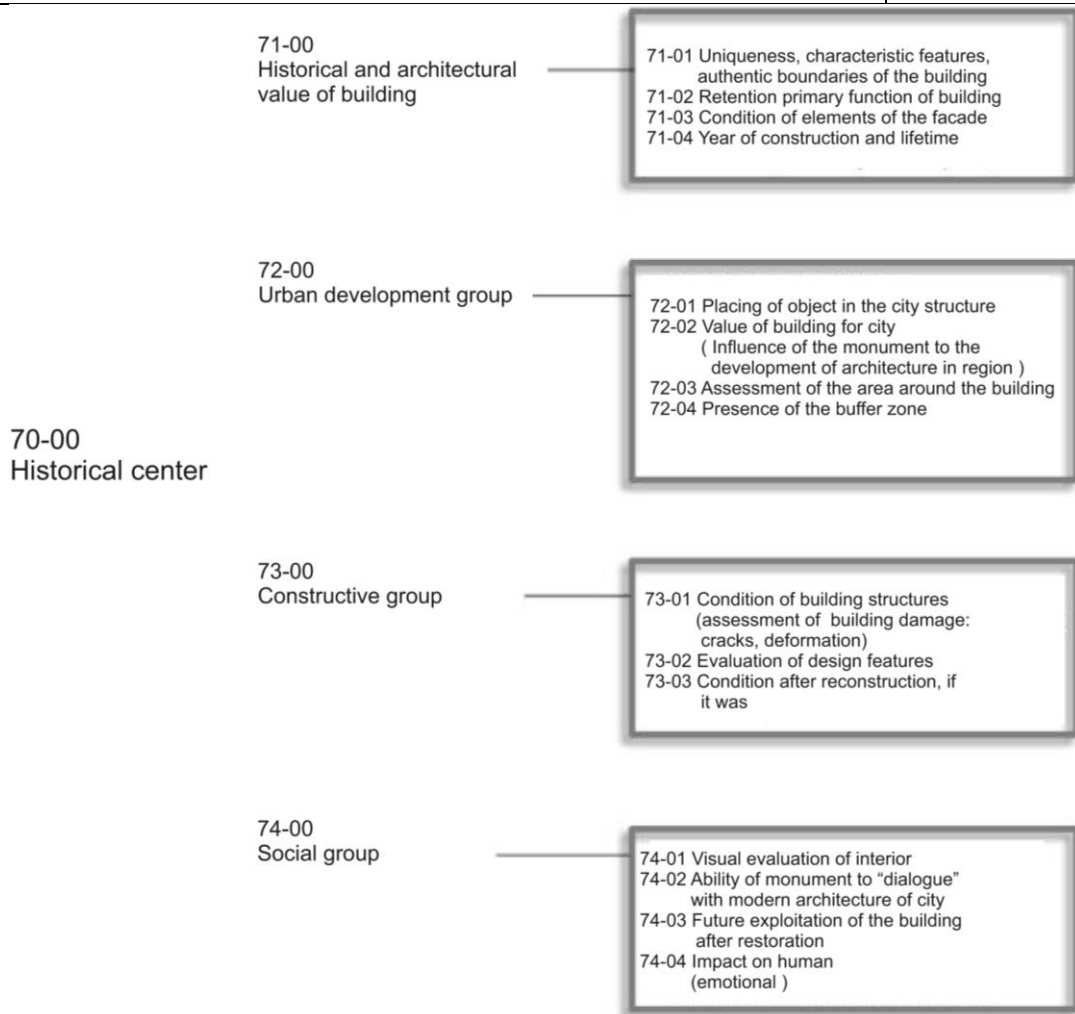 71-00
Historical and architectural
value of building
71-01 Uniqueness, characteristic features,
authentic boundaries of the building
71-02 Retention primary function of building
71-03 Condition of elements of the facade
71-04 Year of construction and lifetime
72-00
Urban development group
72-01 Placing of object in the city structure
72-02 Value of building for city
( Influence of the monument to the
development of architecture in region )
72-03 Assessment of the area around the building
72-04 Presence of the buffer zone
70-00
Historical center
73-00
Constructive group
73-01 Condition of building structures
(assessment of building damage:
cracks, deformation)
73-02 Evaluation of design features
73-03 Condition after reconstruction, if
it was
74-00
Social group
74-01 Visual evaluation of interior
74-02 Ability of monument to “dialogue”
with modern architecture of city
74-03 Future exploitation of the building
after restoration
74-04 Impact on human
(emotional )